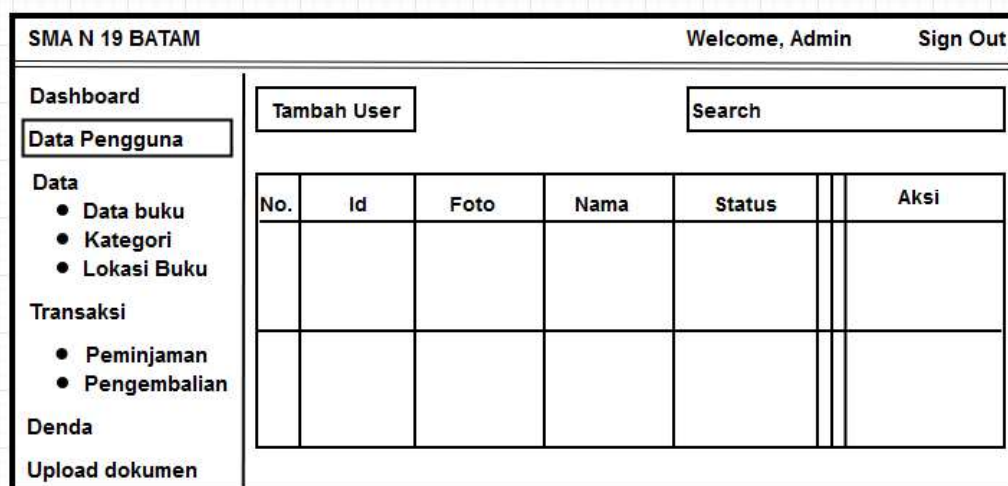 SMA N 19 BATAM Welcome, Admin Sign Out
Dashboard
Data Pengguna
Data
Data buku
Kategori
Lokasi Buku
Transaksi
Peminjaman
Pengembalian
Denda
Upload dokumen
Tambah User Search
No. Id Foto Nama Status Aksi